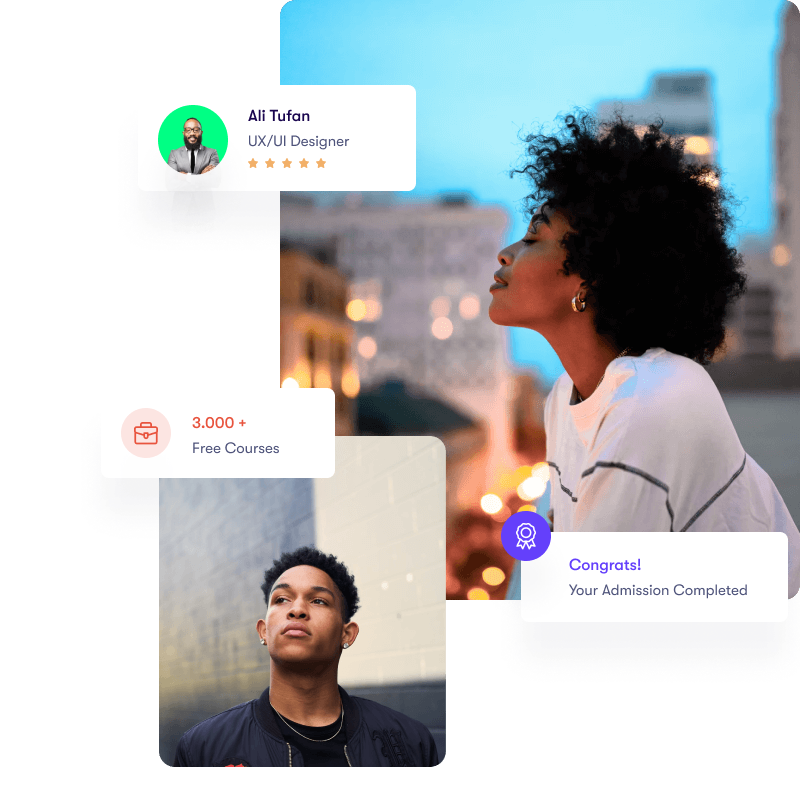 Ali Tufan
UX/UI Designer
3.000 +
Free Courses
Congrats!
Your Admission Completed